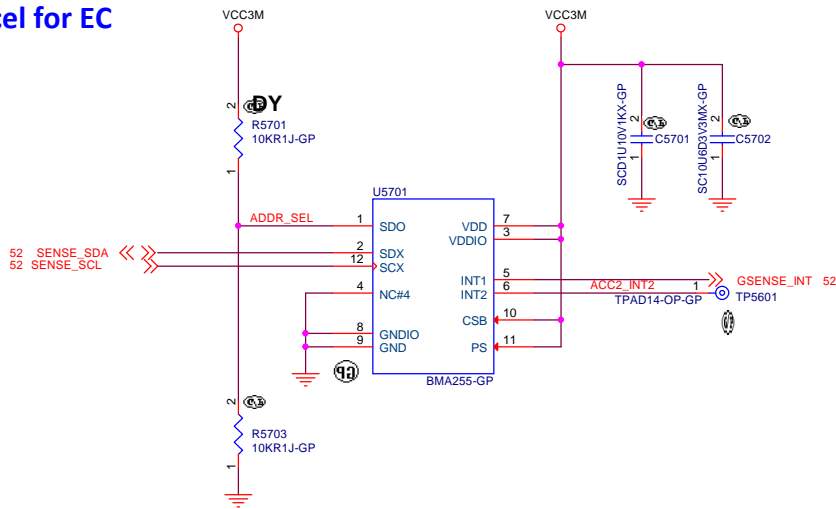 cel for EC
VCC3M
VCC3M
2
DY
R5701
10KR1J-GP
1
SCD1U10V1KX-GP
2
1
C5701
SC10U6D3V3MX-GP
2
1
C5702
U5701
ADDR_SEL
1
SDO
VDD
7
VDDIO
3
52 SENSE_SDA
2
SDX
52 SENSE_SCL
12
SCX
INT1
5
GSENSE_INT 52
4
NC#4
INT2
6
ACC2_INT2
1
TPAD14-OP-GP
TP5601
CSB
10
8
GNDIO
9
GND
PS
11
GP
BMA255-GP
2
R5703
10KR1J-GP
1